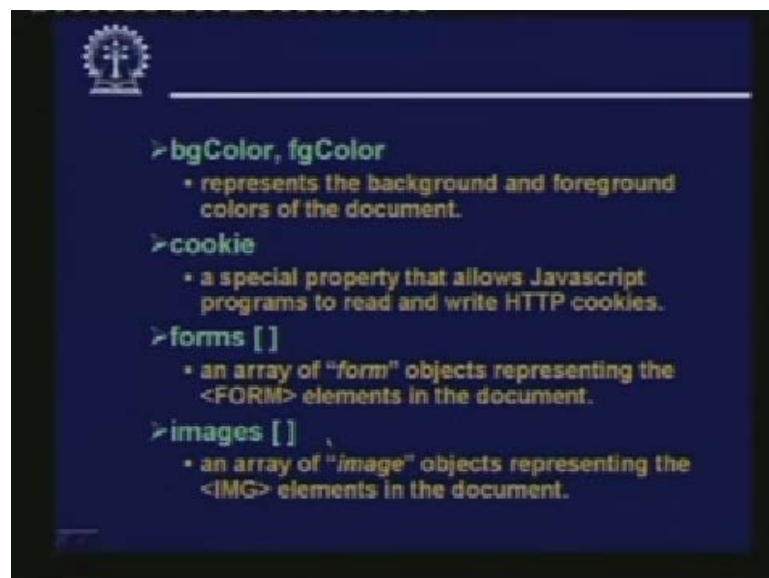 ➢bgColor, fgColor
▪ represents the background and foreground
colors of the document.
➢cookie
▪ a special property that allows Javascript
programs to read and write HTTP cookies.
➢forms [ ]
▪ an array of “form” objects representing the
<FORM> elements in the document.
➢images [ ]
▪ an array of “image” objects representing the
<IMG> elements in the document.